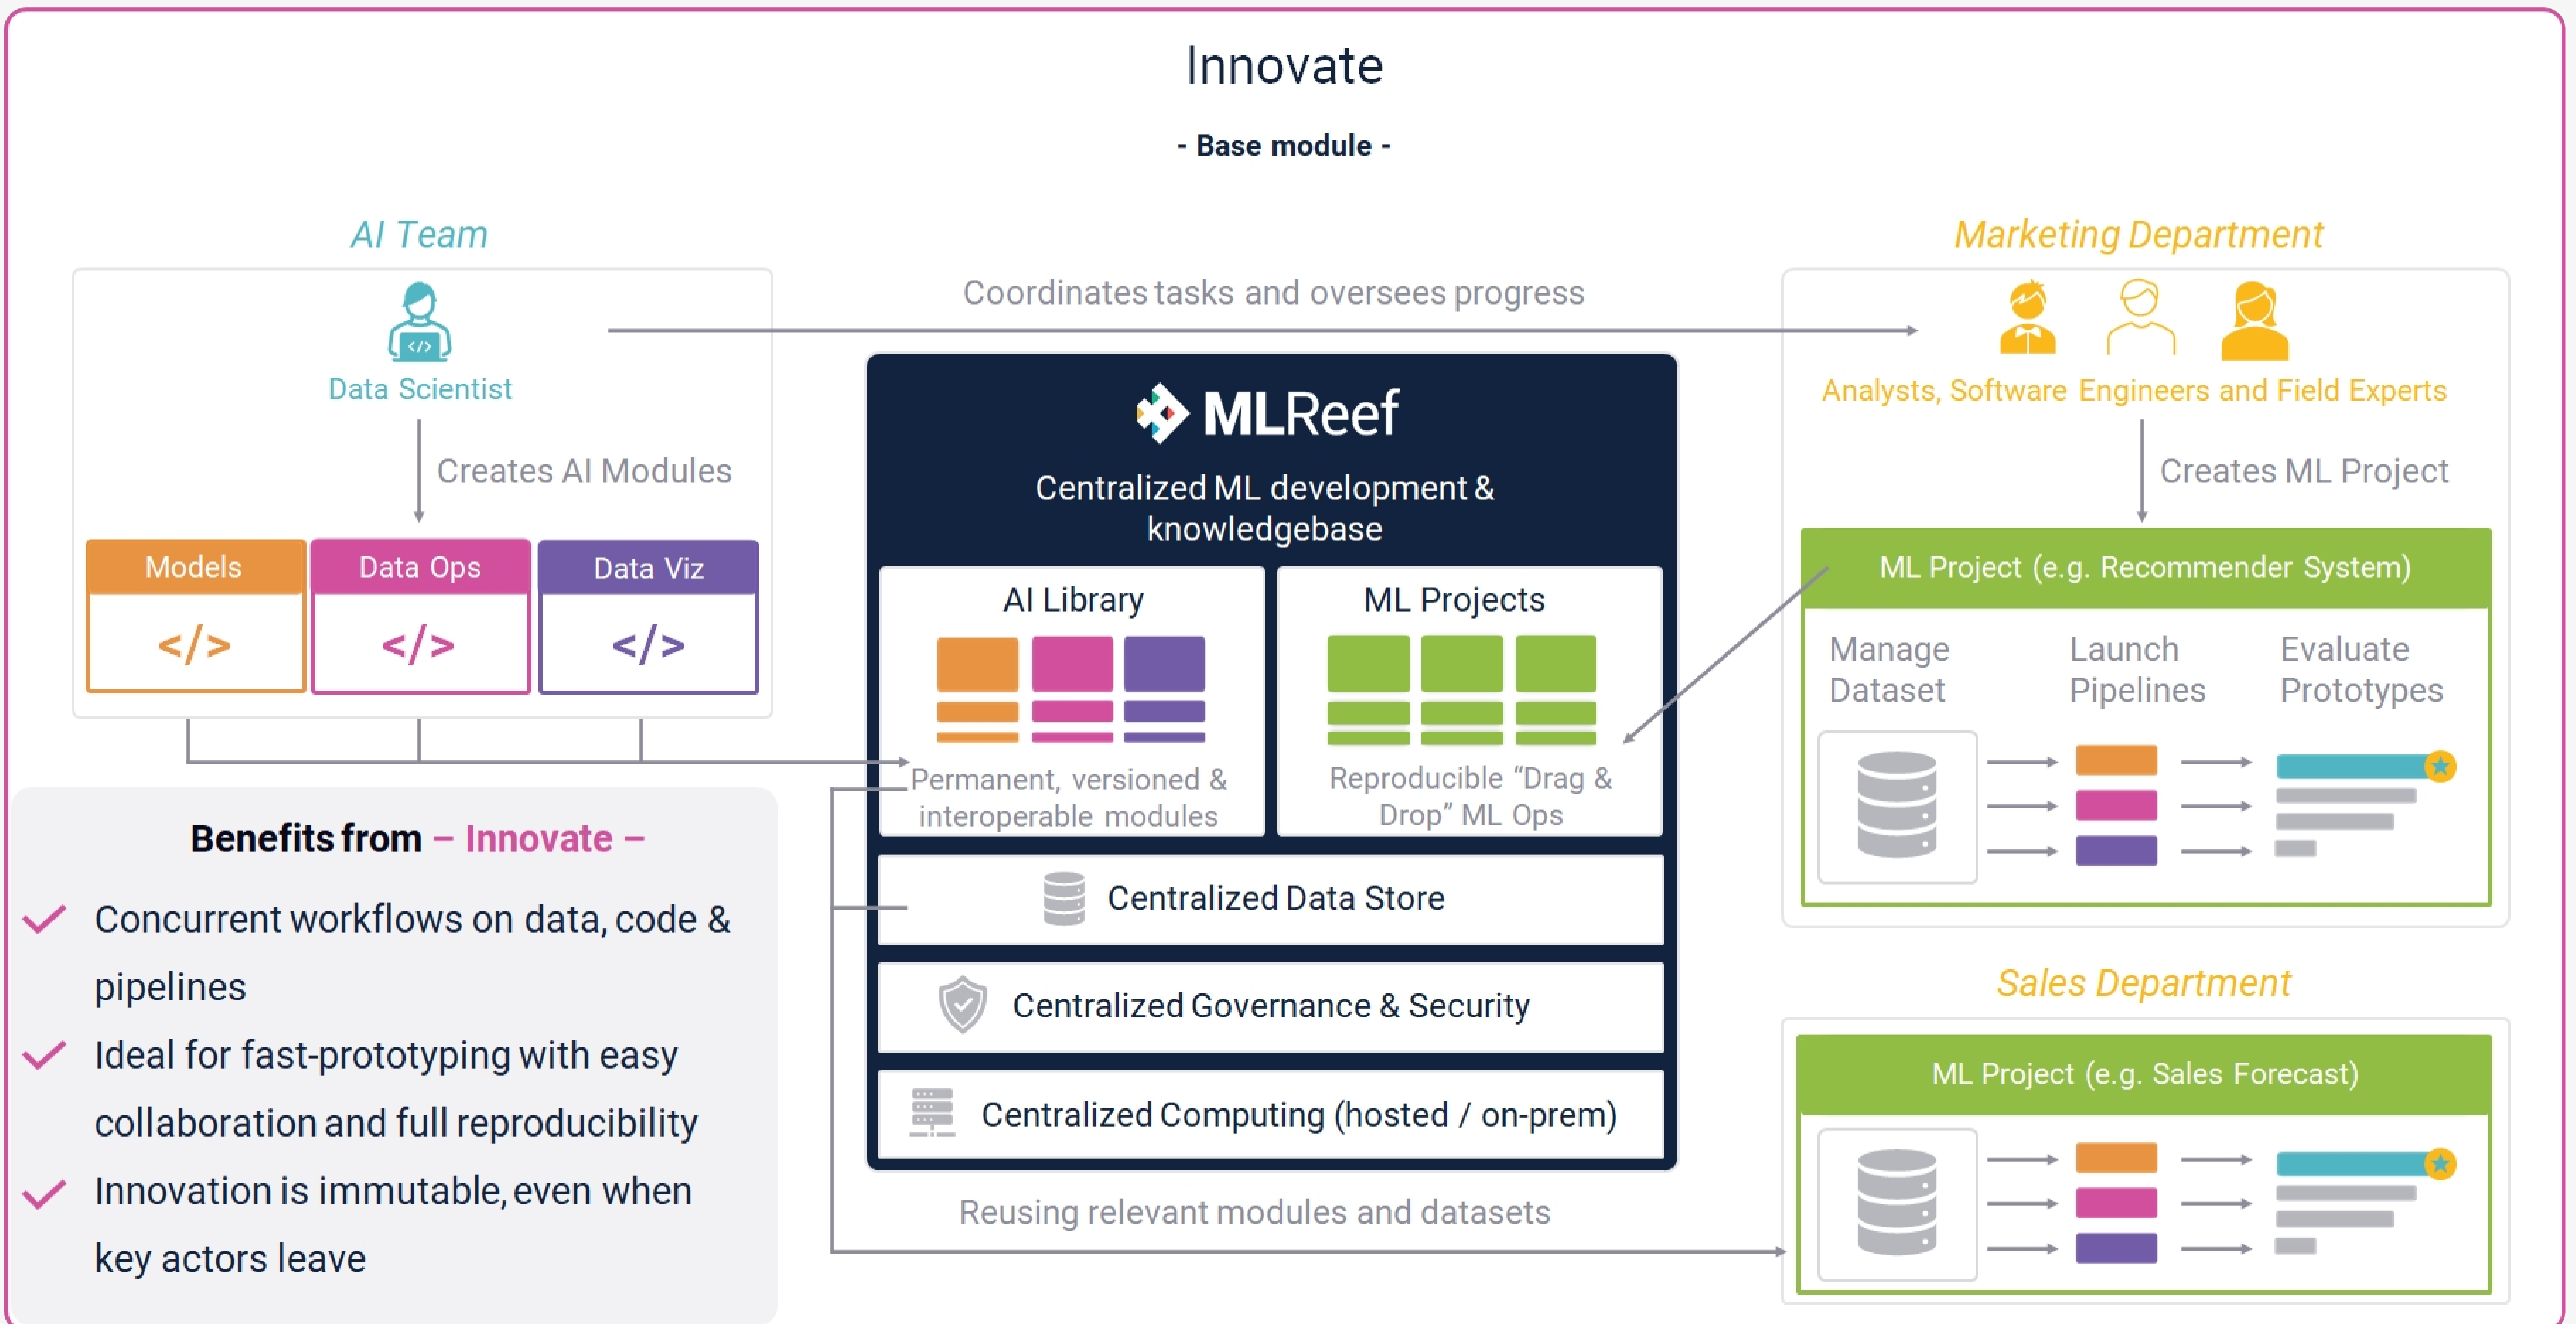 Innovate
- Base module -
AI Team
Data Scientist
Creates AI Modules
Models
Data Ops
Data Viz
</>
</>
</>
Coordinates tasks and oversees progress
MLReef
Centralized ML development &
knowledgebase
AI Library
Permanent, versioned &
interoperable modules
ML Projects
Reproducible “Drag &
Drop” ML Ops
Centralized Data Store
Centralized Governance & Security
Centralized Computing (hosted / on-prem)
Reusing relevant modules and datasets
Marketing Department
Analysts, Software Engineers and Field Experts
Creates ML Project
ML Project (e.g. Recommender System)
Manage
Dataset
Launch
Pipelines
Evaluate
Prototypes
Sales Department
ML Project (e.g. Sales Forecast)
Benefits from – Innovate –
Concurrent workflows on data, code &
pipelines
Ideal for fast-prototyping with easy
collaboration and full reproducibility
Innovation is immutable, even when
key actors leave